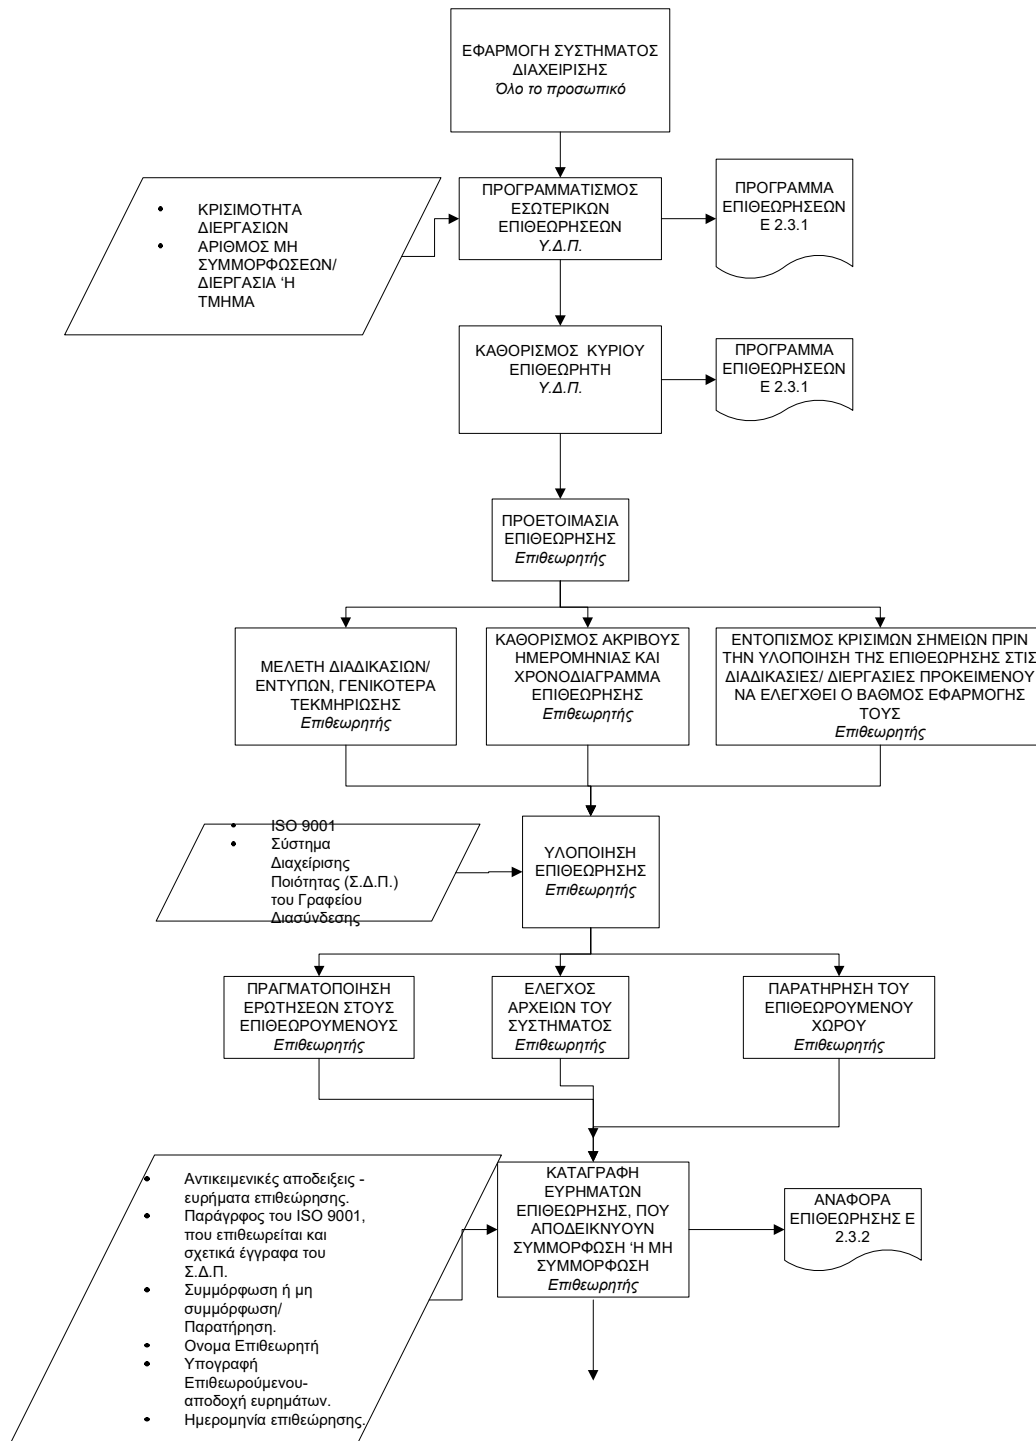 ΕΦΑΡΜΟΓΗ ΣΥΣΤΗΜΑΤΟΣ
ΔΙΑΧΕΙΡΙΣΗΣ
Όλο το προσωπικό
• ΚΡΙΣΙΜΟΤΗΤΑ
ΔΙΕΡΓΑΣΙΩΝ
• ΑΡΙΘΜΟΣ ΜΗ
ΣΥΜΜΟΡΦΩΣΕΩΝ/
ΔΙΕΡΓΑΣΙΑ ‘Η
ΤΜΗΜΑ
ΠΡΟΓΡΑΜΜΑΤΙΣΜΟΣ
ΕΣΩΤΕΡΙΚΩΝ
ΕΠΙΘΕΩΡΗΣΕΩΝ
Υ.Δ.Π.
ΠΡΟΓΡΑΜΜΑ
ΕΠΙΘΕΩΡΗΣΕΩΝ
Ε 2.3.1
ΚΑΘΟΡΙΣΜΟΣ ΚΥΡΙΟΥ
ΕΠΙΘΕΩΡΗΤΗ
Υ.Δ.Π.
ΠΡΟΓΡΑΜΜΑ
ΕΠΙΘΕΩΡΗΣΕΩΝ
Ε 2.3.1
ΠΡΟΕΤΟΙΜΑΣΙΑ
ΕΠΙΘΕΩΡΗΣΗΣ
Επιθεωρητής
ΜΕΛΕΤΗ ΔΙΑΔΙΚΑΣΙΩΝ/
ΕΝΤΥΠΩΝ, ΓΕΝΙΚΟΤΕΡΑ
ΤΕΚΜΗΡΙΩΣΗΣ
Επιθεωρητής
ΚΑΘΟΡΙΣΜΟΣ ΑΚΡΙΒΟΥΣ
ΗΜΕΡΟΜΗΝΙΑΣ ΚΑΙ
ΧΡΟΝΟΔΙΑΓΡΑΜΜΑ
ΕΠΙΘΕΩΡΗΣΗΣ
Επιθεωρητής
ΕΝΤΟΠΙΣΜΟΣ ΚΡΙΣΙΜΩΝ ΣΗΜΕΙΩΝ ΠΡΙΝ
ΤΗΝ ΥΛΟΠΟΙΗΣΗ ΤΗΣ ΕΠΙΘΕΩΡΗΣΗΣ ΣΤΙΣ
ΔΙΑΔΙΚΑΣΙΕΣ/ ΔΙΕΡΓΑΣΙΕΣ ΠΡΟΚΕΙΜΕΝΟΥ
ΝΑ ΕΛΕΓΧΘΕΙ Ο ΒΑΘΜΟΣ ΕΦΑΡΜΟΓΗΣ
ΤΟΥΣ
Επιθεωρητής
• ISO 9001
• Σύστημα
Διαχείρισης
Ποιότητας (Σ.Δ.Π.)
του Γραφείου
Διασύνδεσης
ΥΛΟΠΟΙΗΣΗ
ΕΠΙΘΕΩΡΗΣΗΣ
Επιθεωρητής
ΠΡΑΓΜΑΤΟΠΟΙΗΣΗ
ΕΡΩΤΗΣΕΩΝ ΣΤΟΥΣ
ΕΠΙΘΕΩΡΟΥΜΕΝΟΥΣ
Επιθεωρητής
ΕΛΕΓΧΟΣ
ΑΡΧΕΙΩΝ ΤΟΥ
ΣΥΣΤΗΜΑΤΟΣ
Επιθεωρητής
ΠΑΡΑΤΗΡΗΣΗ ΤΟΥ
ΕΠΙΘΕΩΡΟΥΜΕΝΟΥ
ΧΩΡΟΥ
Επιθεωρητής
• Αντικειμενικές αποδειξεις -
ευρήματα επιθεώρησης.
• Παράγρφος του ISO 9001,
που επιθεωρείται και
σχετικά έγγραφα του
Σ.Δ.Π.
• Συμμόρφωση ή μη
συμμόρφωση/
Παρατήρηση.
• Ονομα Επιθεωρητή
• Υπογραφή
Επιθεωρούμενου-
αποδοχή ευρημάτων.
• Ημερομηνία επιθεώρησης.
ΚΑΤΑΓΡΑΦΗ
ΕΥΡΗΜΑΤΩΝ
ΕΠΙΘΕΩΡΗΣΗΣ, ΠΟΥ
ΑΠΟΔΕΙΚΝΥΟΥΝ
ΣΥΜΜΟΡΦΩΣΗ ‘Η ΜΗ
ΣΥΜΜΟΡΦΩΣΗ
Επιθεωρητής
ΑΝΑΦΟΡΑ
ΕΠΙΘΕΩΡΗΣΗΣ Ε
2.3.2